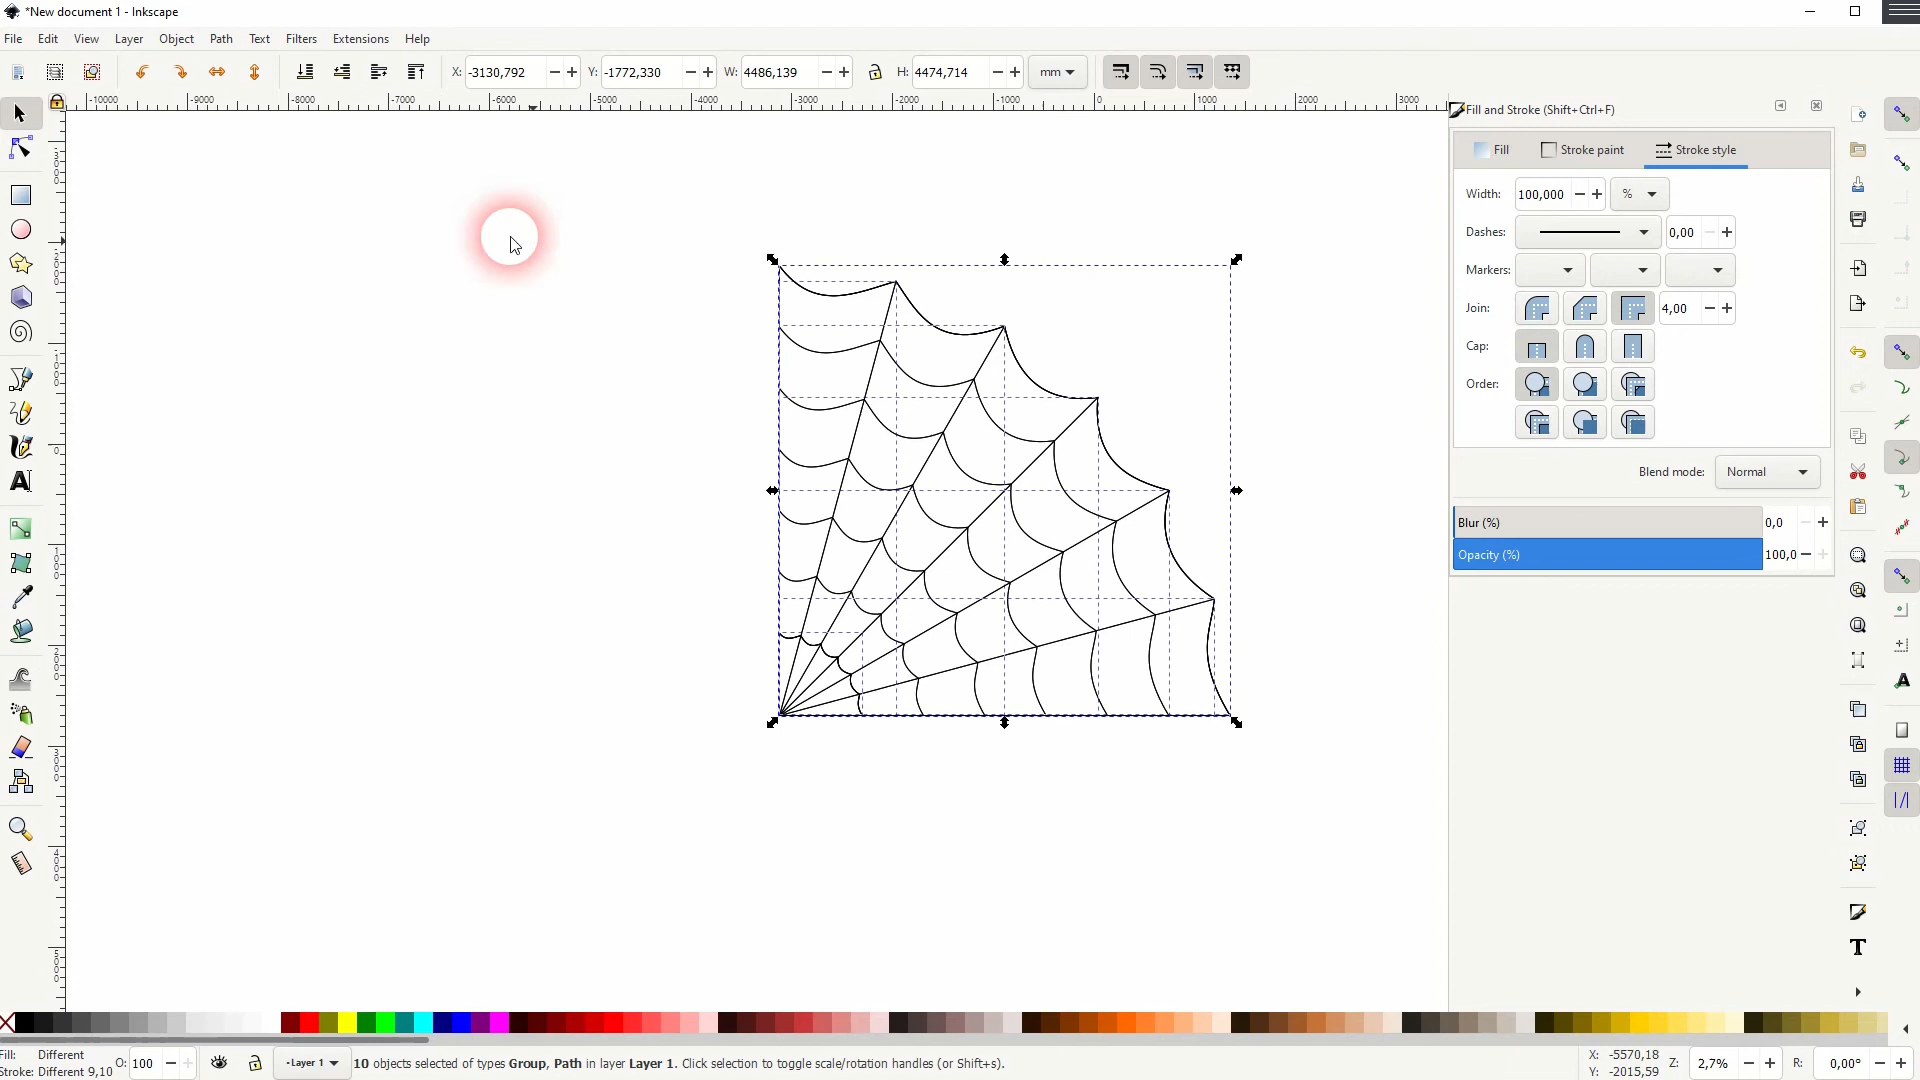 *New document 1 - Inkscape
File Edit View Layer Object Path Text Filters Extensions Help
X: -3130,792 Y: -1772,330 W: 4486,139 H: 4474,714 mm
-10000 -9000 -8000 -7000 -6000 -5000 -4000 -3000 -2000 -1000 0 1000 2000 3000
Fill and Stroke (Shift+Ctrl+F)
Fill Stroke paint Stroke style
Width: 100,000 %
Dashes: 0,00
Markers:
Join: 4,00
Cap:
Order:
Blend mode: Normal
Blur (%) 0,0
Opacity (%) 100,0
Fill: Different
Stroke: Different 9,10
O: 100
Layer 1
10 objects selected of types Group, Path in layer Layer 1. Click selection to toggle scale/rotation handles (or Shift+s).
X: -5570,18
Y: -2015,59
Z: 2,7%
R: 0,00°